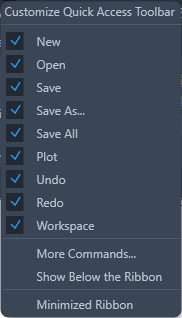 Customize Quick Access Toolbar
New
Open
Save
Save As...
Save All
Plot
Undo
Redo
Workspace
More Commands...
Show Below the Ribbon
Minimized Ribbon